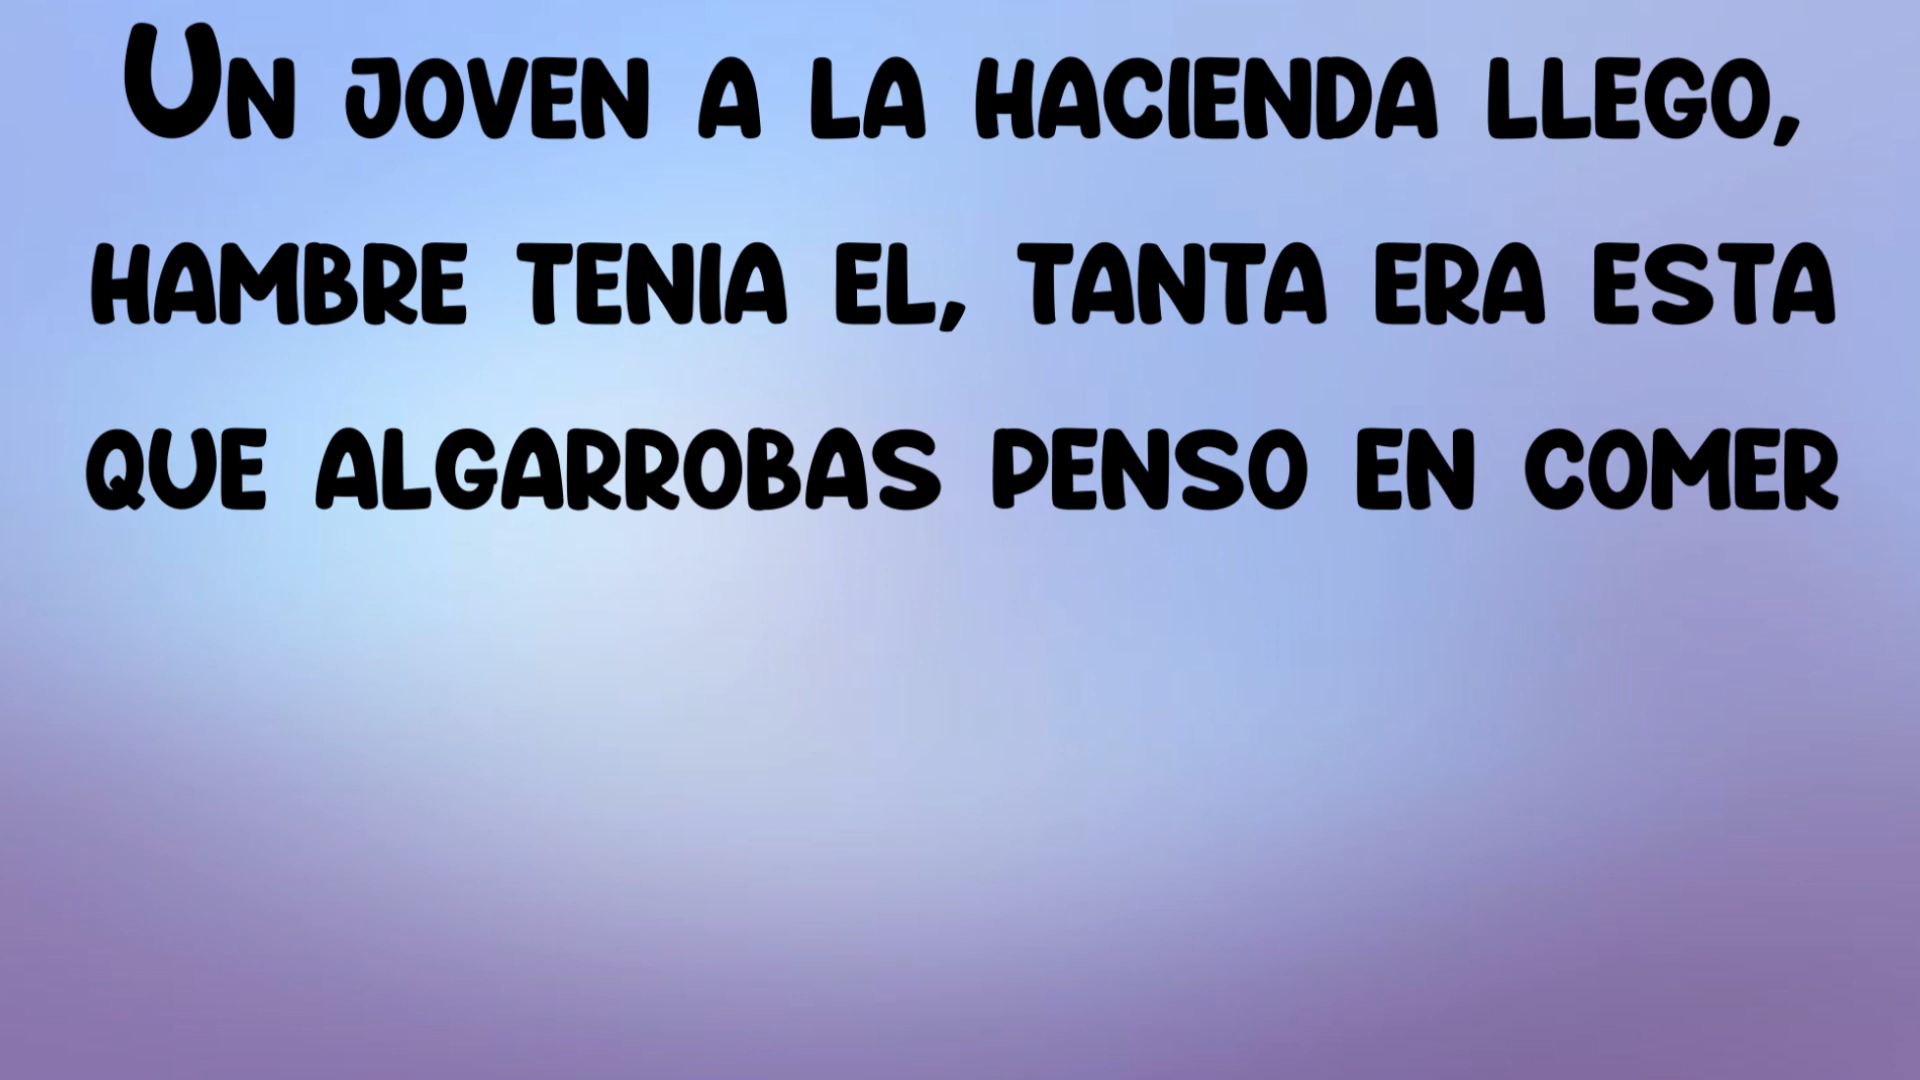 Un joven a la hacienda llego,
hambre tenia el, tanta era esta
que algarrobas penso en comer